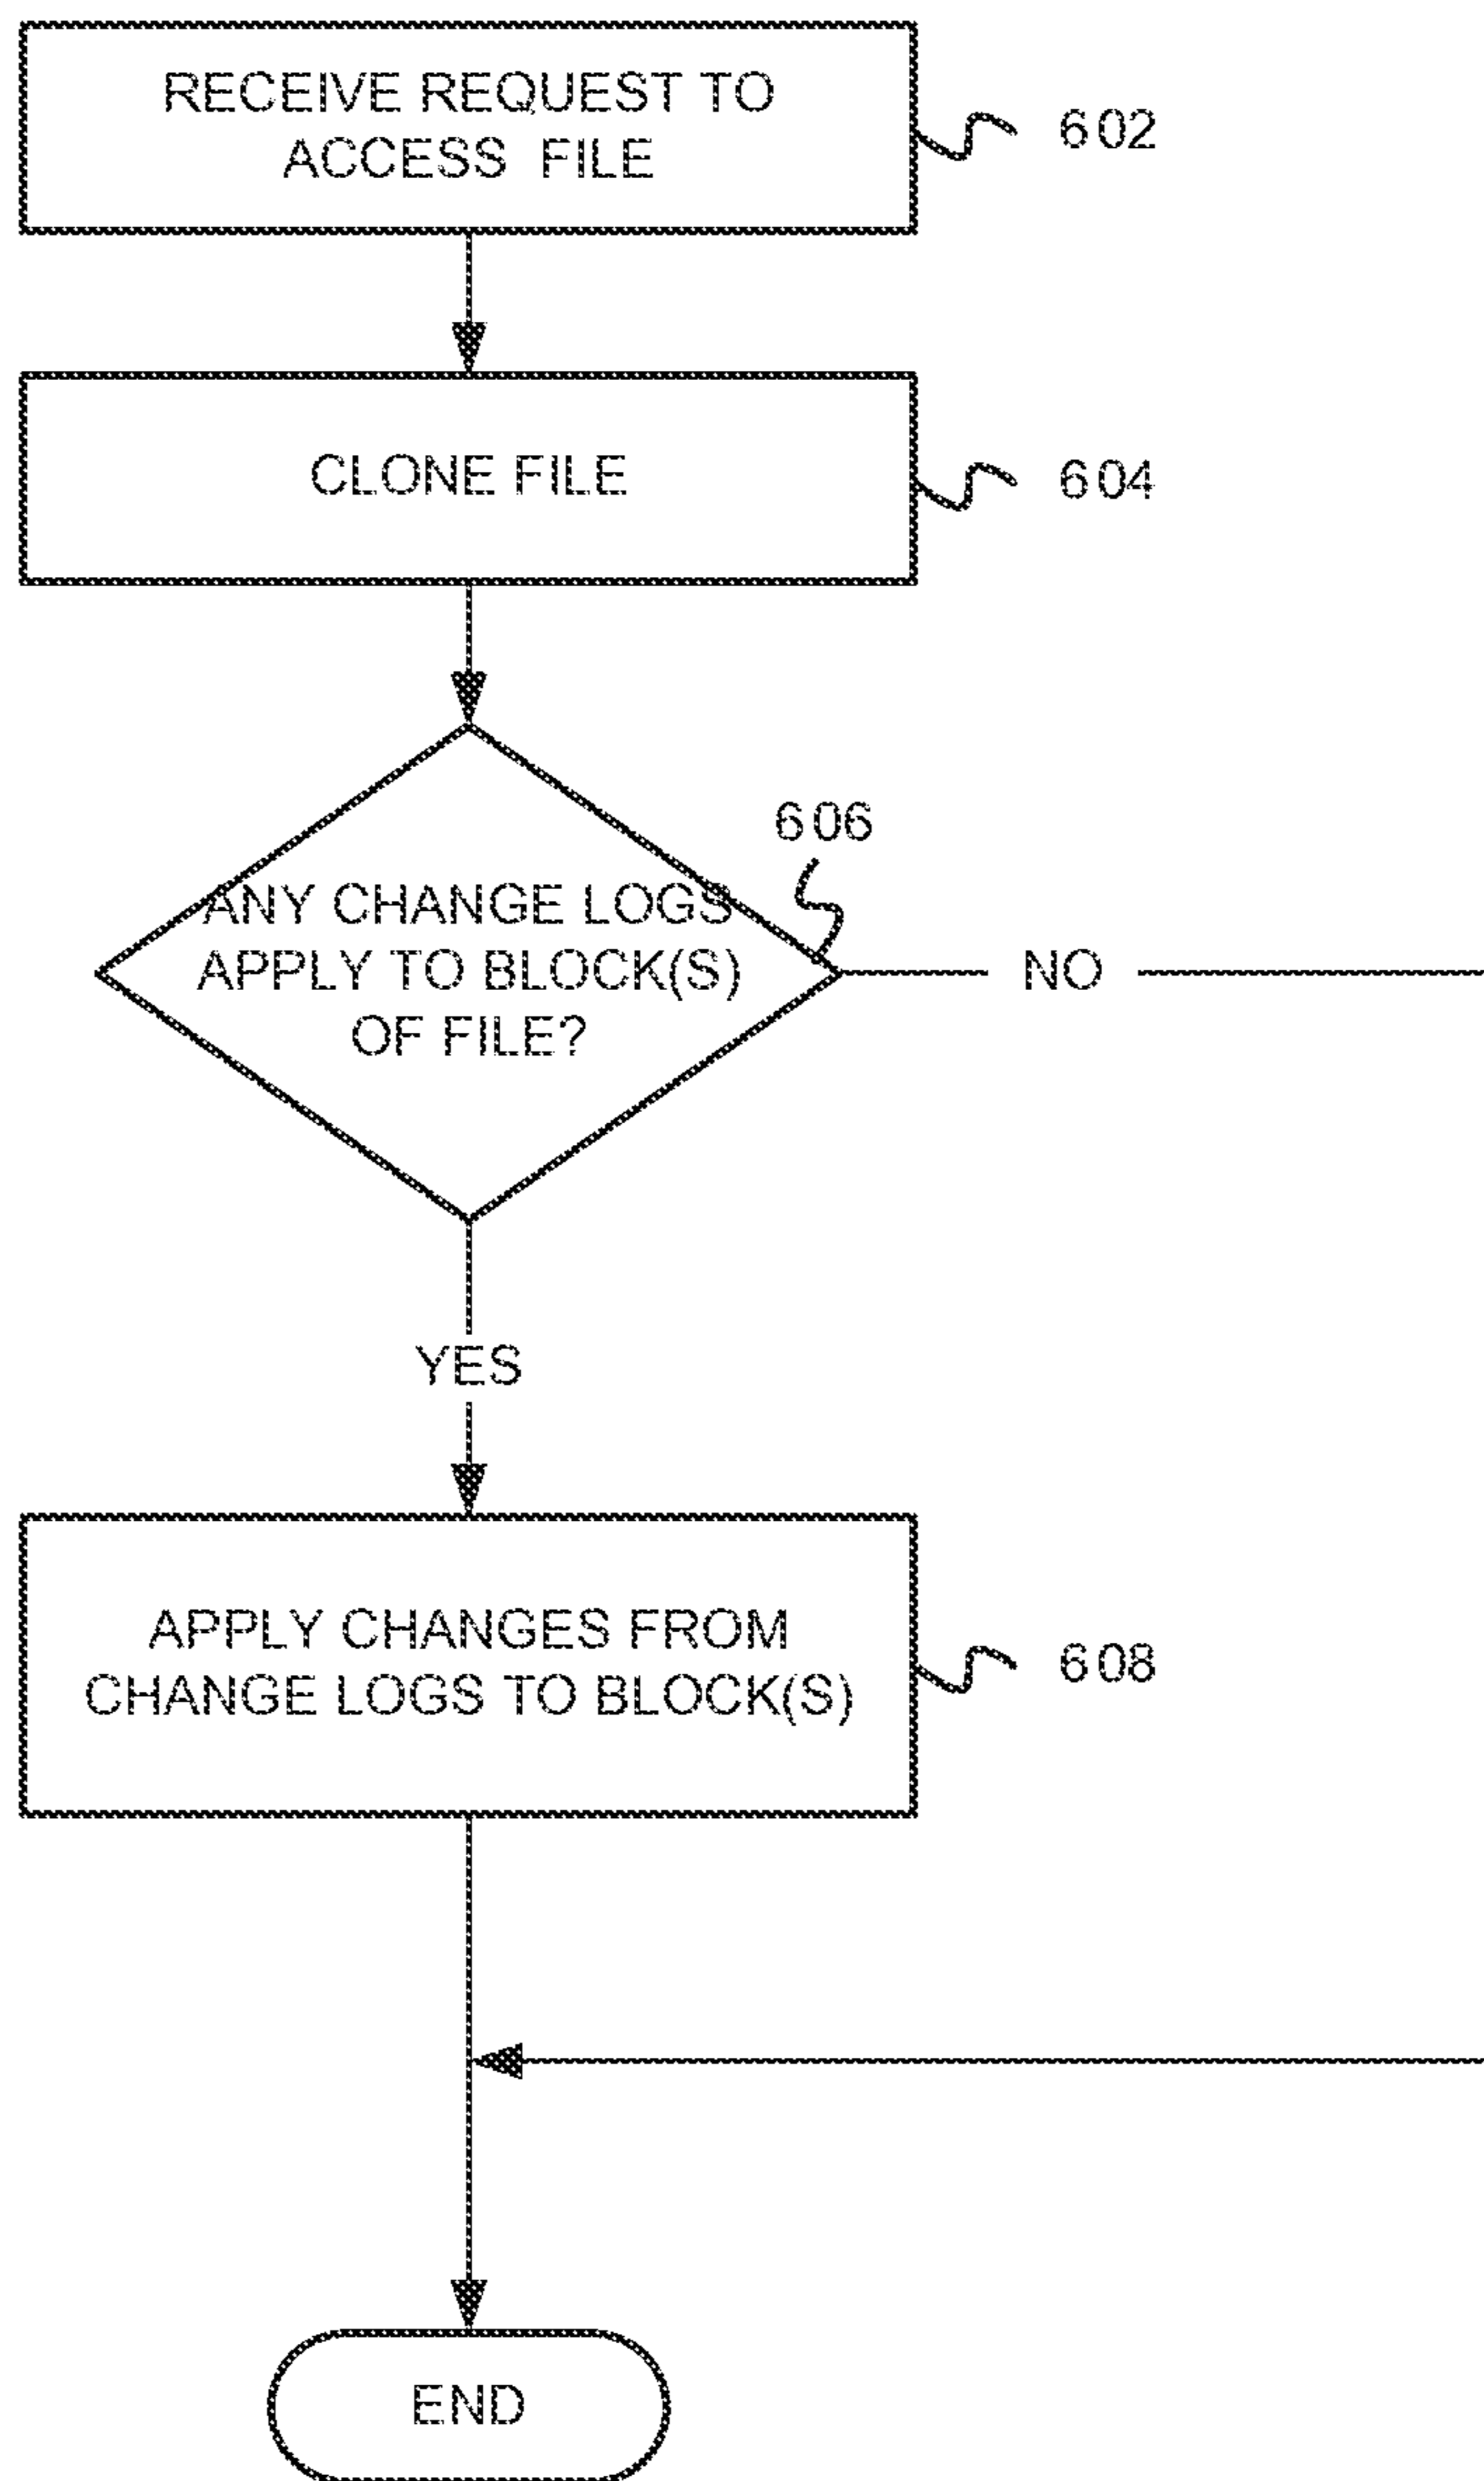 RECEIVE REQUEST TO
ACCESS FILE
602
CLONE FILE
604
606
ANY CHANGE LOGS
APPLY TO BLOCK(S)
OF FILE?
NO
YES
APPLY CHANGES FROM
CHANGE LOGS TO BLOCK(S)
608
END